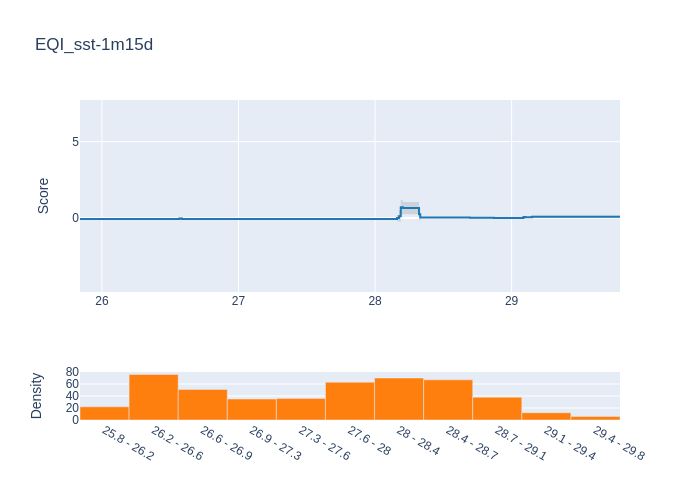 EQI_sst-1m15d
Score
5
0
26
27
28
29
Density
80
60
40
20
0
25.8 - 26.2
26.2 - 26.6
26.6 - 26.9
26.9 - 27.3
27.3 - 27.6
27.6 - 28
28 - 28.4
28.4 - 28.7
28.7 - 29.1
29.1 - 29.4
29.4 - 29.8